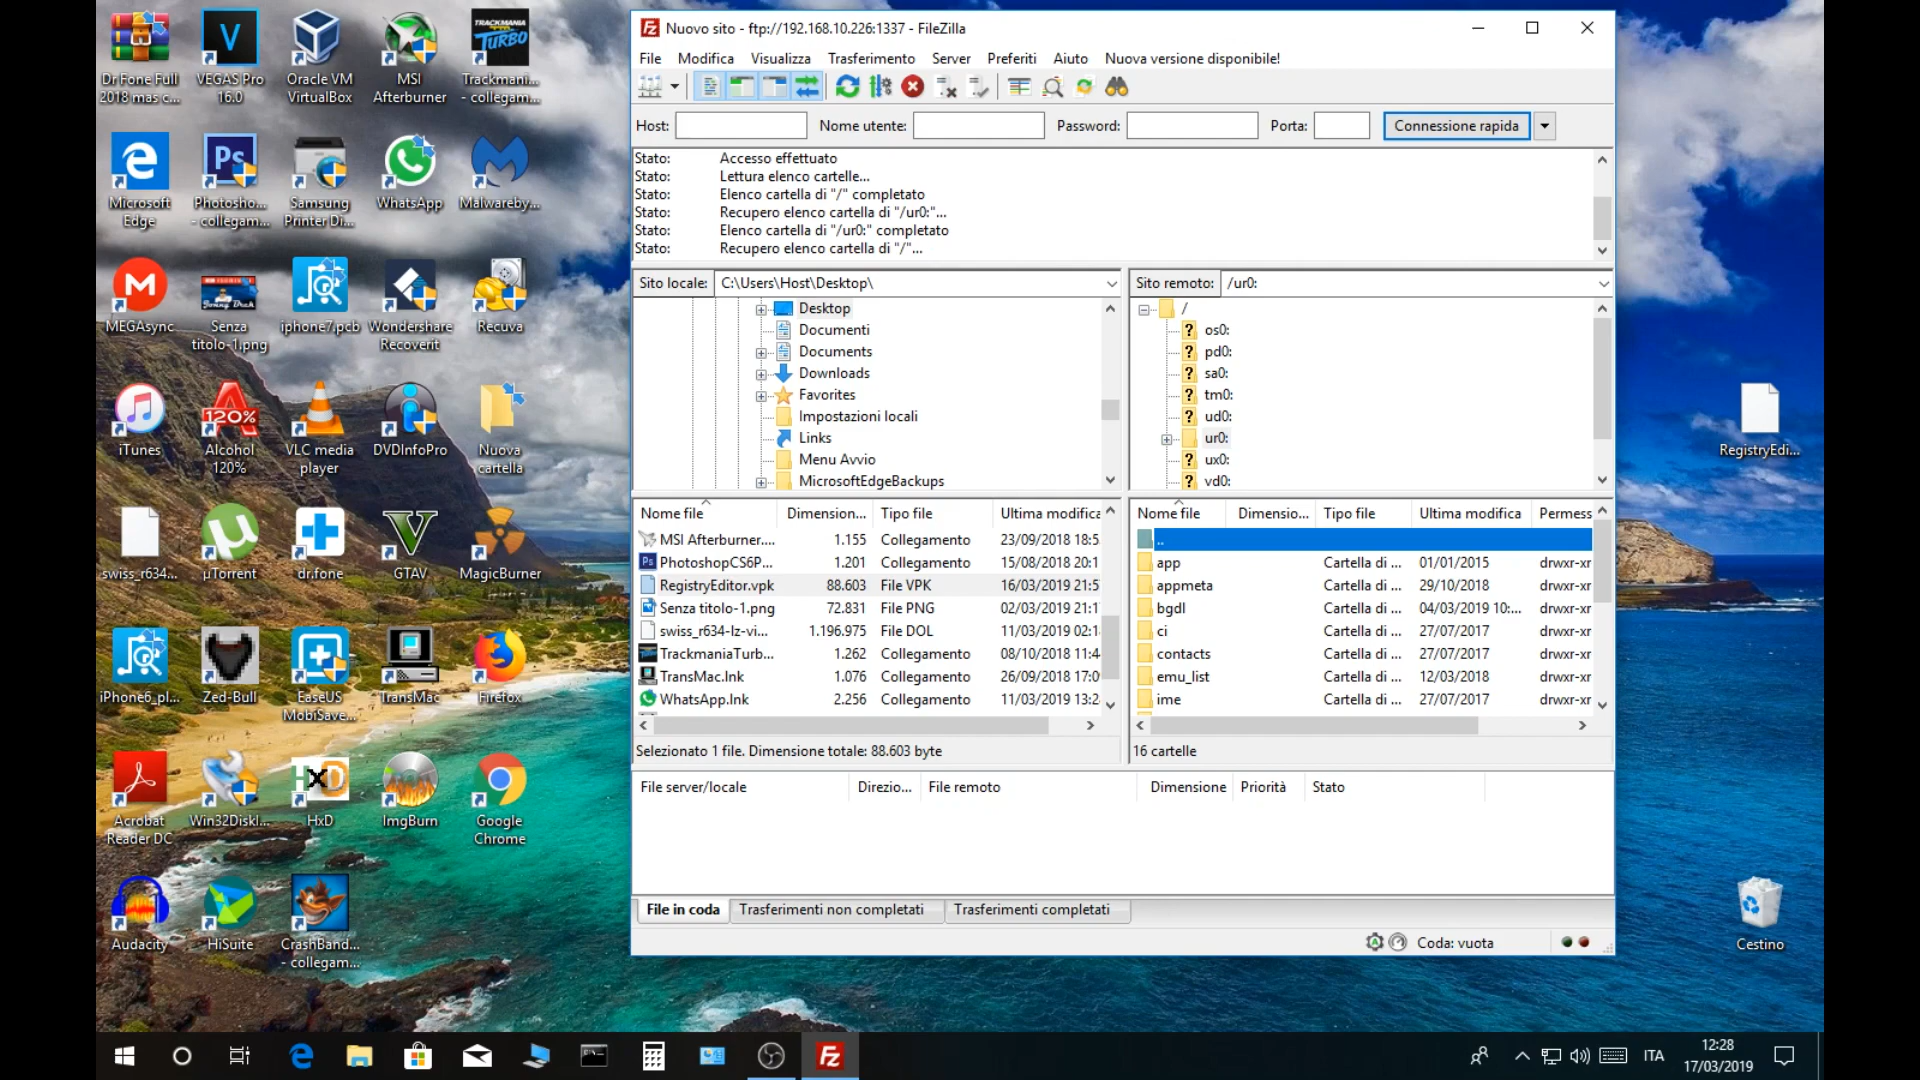 Dr.Fone Full
2018 mas c...
VEGAS Pro
16.0
Oracle VM
VirtualBox
MSI
Afterburner
TRACKMANIA
TURBO
Trackmani...
- collegam...
Microsoft
Edge
Photosho...
- collegam...
Samsung
Printer Di...
WhatsApp
Malwareby...
MEGAsync
Senza
titolo-1.png
iphone7.pcb
Wondershare
Recoverit
Recuva
iTunes
120%
Alcohol
120%
VLC media
player
DVDInfoPro
Nuova
cartella
swiss_r634...
µTorrent
dr.fone
GTAV
MagicBurner
iPhone6_pl...
Zed-Bull
EaseUS
MobiSave...
TransMac
Firefox
Acrobat
Reader DC
Win32DiskI...
HxD
HxD
ImgBurn
Google
Chrome
Audacity
HiSuite
CrashBand...
- collegam...
Nuovo sito - ftp://192.168.10.226:1337 - FileZilla
File Modifica Visualizza Trasferimento Server Preferiti Aiuto Nuova versione disponibile!
Host: Nome utente: Password: Porta: Connessione rapida
Stato: Accesso effettuato
Stato: Lettura elenco cartelle...
Stato: Elenco cartella di "/" completato
Stato: Recupero elenco cartella di "/ur0:"...
Stato: Elenco cartella di "/ur0:" completato
Stato: Recupero elenco cartella di "/"...
Sito locale: C:\Users\Host\Desktop\
Desktop
Documenti
Documents
Downloads
Favorites
Impostazioni locali
Links
Menu Avvio
MicrosoftEdgeBackups
Sito remoto: /ur0:
/
os0:
pd0:
sa0:
tm0:
ud0:
ur0:
ux0:
vd0:
Nome file Dimension... Tipo file Ultima modifica
MSI Afterburner.... 1.155 Collegamento 23/09/2018 18:5
PhotoshopCS6P... 1.201 Collegamento 15/08/2018 20:1
RegistryEditor.vpk 88.603 File VPK 16/03/2019 21:5
Senza titolo-1.png 72.831 File PNG 02/03/2019 21:1
swiss_r634-lz-vi... 1.196.975 File DOL 11/03/2019 02:1
TrackmaniaTurb... 1.262 Collegamento 08/10/2018 11:4
TransMac.lnk 1.076 Collegamento 26/09/2018 17:0
WhatsApp.lnk 2.256 Collegamento 11/03/2019 13:2
Selezionato 1 file. Dimensione totale: 88.603 byte
Nome file Dimensio... Tipo file Ultima modifica Permess
..
app Cartella di ... 01/01/2015 drwxr-xr
appmeta Cartella di ... 29/10/2018 drwxr-xr
bgdl Cartella di ... 04/03/2019 10:... drwxr-xr
ci Cartella di ... 27/07/2017 drwxr-xr
contacts Cartella di ... 27/07/2017 drwxr-xr
emu_list Cartella di ... 12/03/2018 drwxr-xr
ime Cartella di ... 27/07/2017 drwxr-xr
16 cartelle
File server/locale Direzio... File remoto Dimensione Priorità Stato
File in coda Trasferimenti non completati Trasferimenti completati
Coda: vuota
RegistryEdi...
Cestino
ITA
12:28
17/03/2019